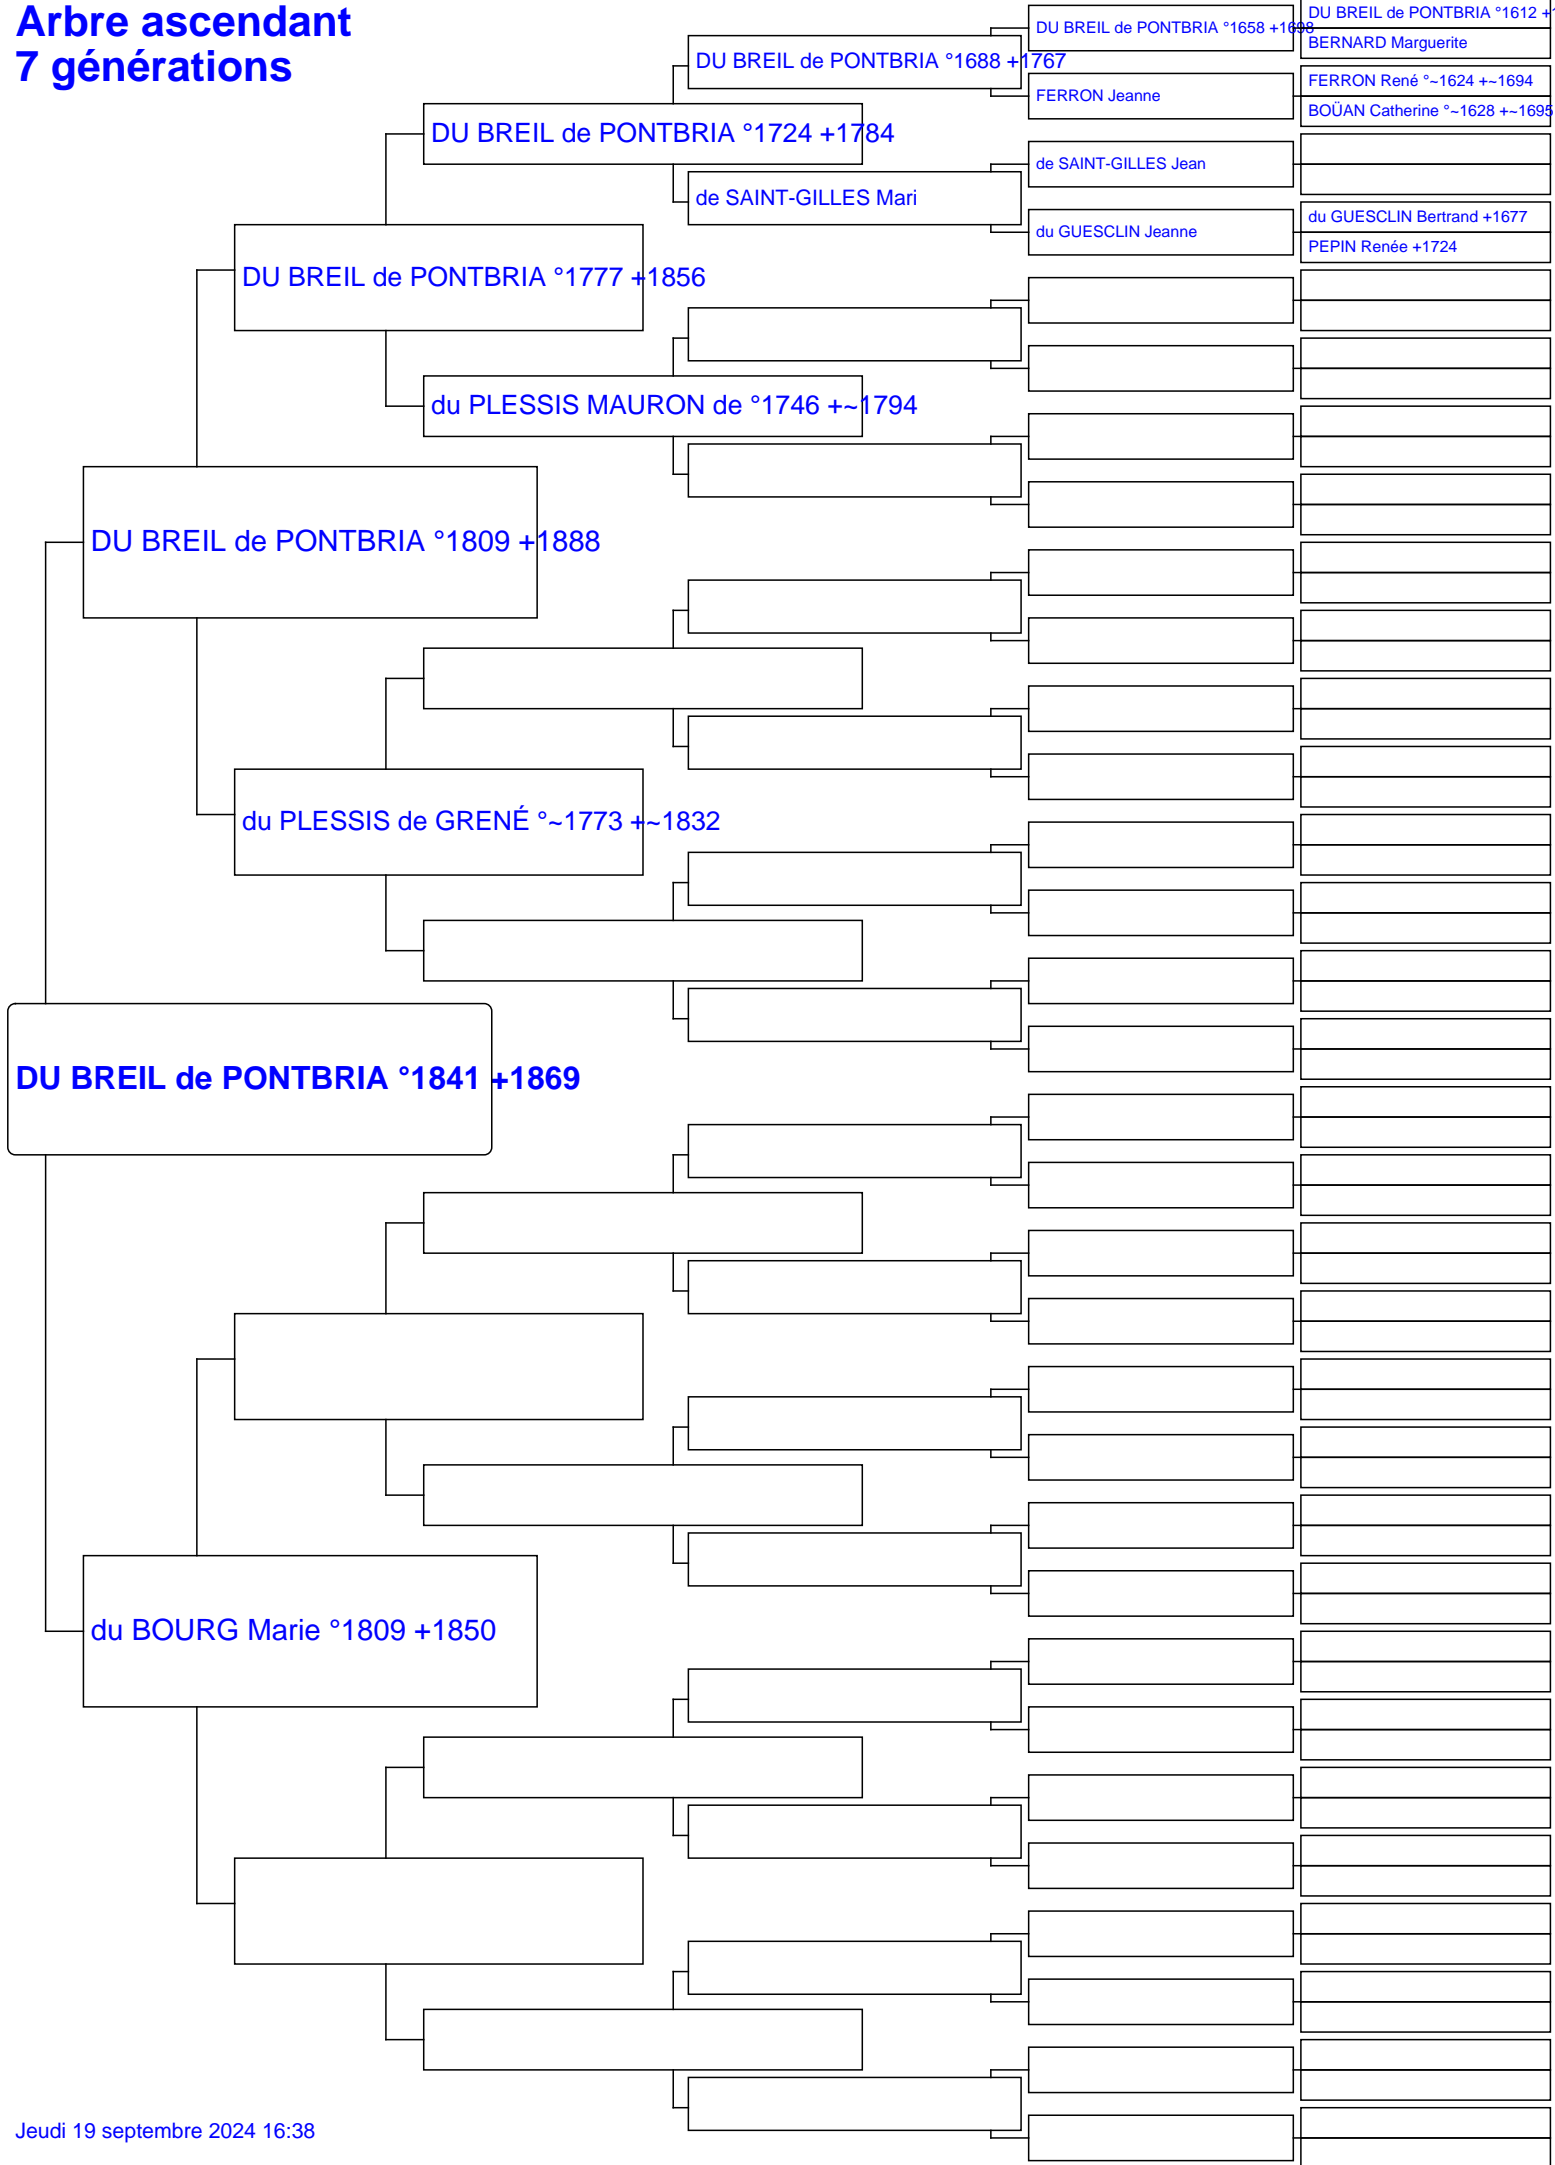 Arbre ascendant
7 générations
DU BREIL de PONTBRIA °1612 +
DU BREIL de PONTBRIA °1658 +1698
BERNARD Marguerite
DU BREIL de PONTBRIA °1688 +1767
FERRON René °~1624 +~1694
FERRON Jeanne
BOÜAN Catherine °~1628 +~1695
DU BREIL de PONTBRIA °1724 +1784
de SAINT-GILLES Jean
de SAINT-GILLES Mari
du GUESCLIN Bertrand +1677
du GUESCLIN Jeanne
PEPIN Renée +1724
DU BREIL de PONTBRIA °1777 +1856
du PLESSIS MAURON de °1746 +~1794
DU BREIL de PONTBRIA °1809 +1888
du PLESSIS de GRENÉ °~1773 +~1832
DU BREIL de PONTBRIA °1841 +1869
du BOURG Marie °1809 +1850
Jeudi 19 septembre 2024 16:38